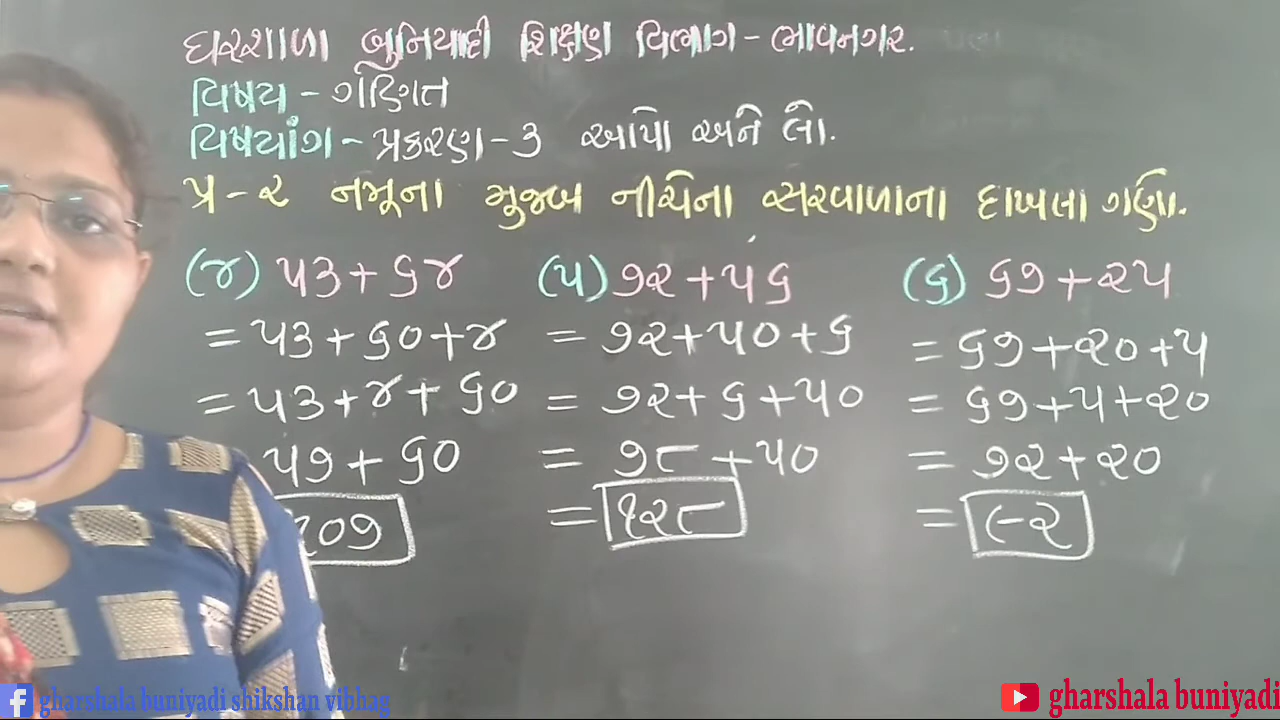 ઘરશાળા બુનિયાદી શિક્ષણ વિભાગ - ભાવનગર.
વિષય - ગણિત
વિષયાંગ - પ્રકરણ - ૩ આપો અને લો.
પ્ર - ૨ નમૂના મુજબ નીચેના સરવાળાના દાખલા ગણો.
(૪) ૫૩ + ૬૪
= ૫૩ + ૬૦ + ૪
= ૫૩ + ૪ + ૬૦
૫૭ + ૬૦
૧૦૭
(૫) ૭૨ + ૫૬
= ૭૨ + ૫૦ + ૬
= ૭૨ + ૬ + ૫૦
= ૭૮ + ૫૦
= ૧૨૮
(૬) ૬૭ + ૨૫
= ૬૭ + ૨૦ + ૫
= ૬૭ + ૫ + ૨૦
= ૭૨ + ૨૦
= ૯૨
gharshala buniyadi shikshan vibhag
gharshala buniyadi